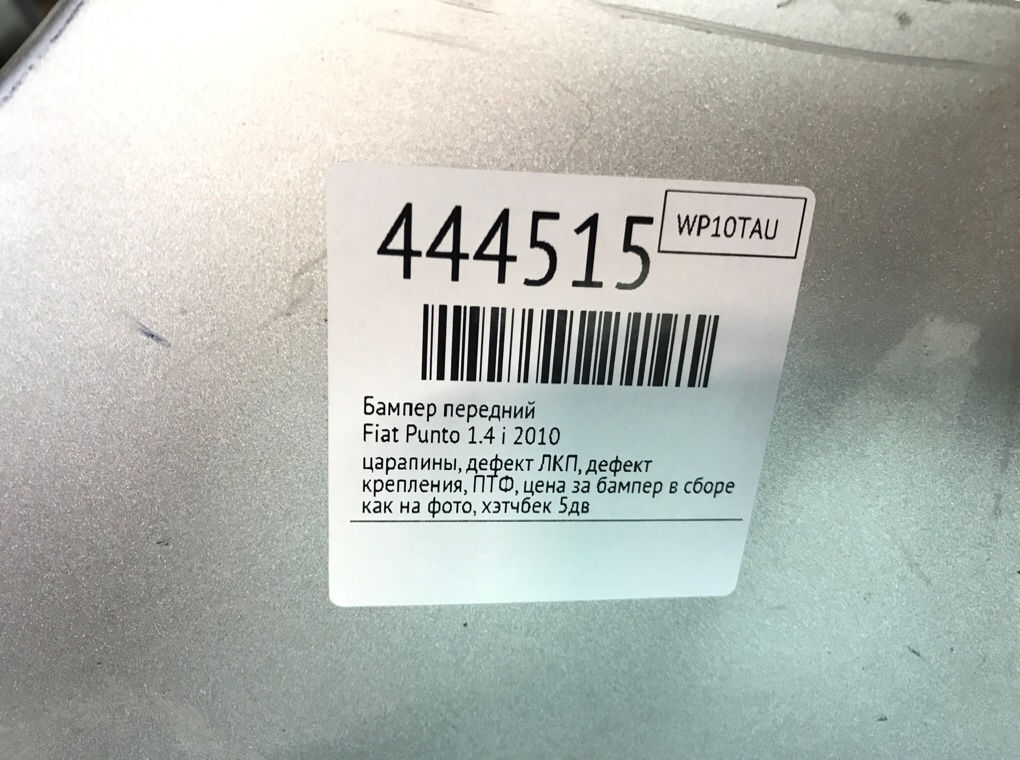 444515
WP10TAU
Бампер передний
Fiat Punto 1.4 i 2010
царапины, дефект ЛКП, дефект
крепления, ПТФ, цена за бампер в сборе
как на фото, хэтчбек 5дв